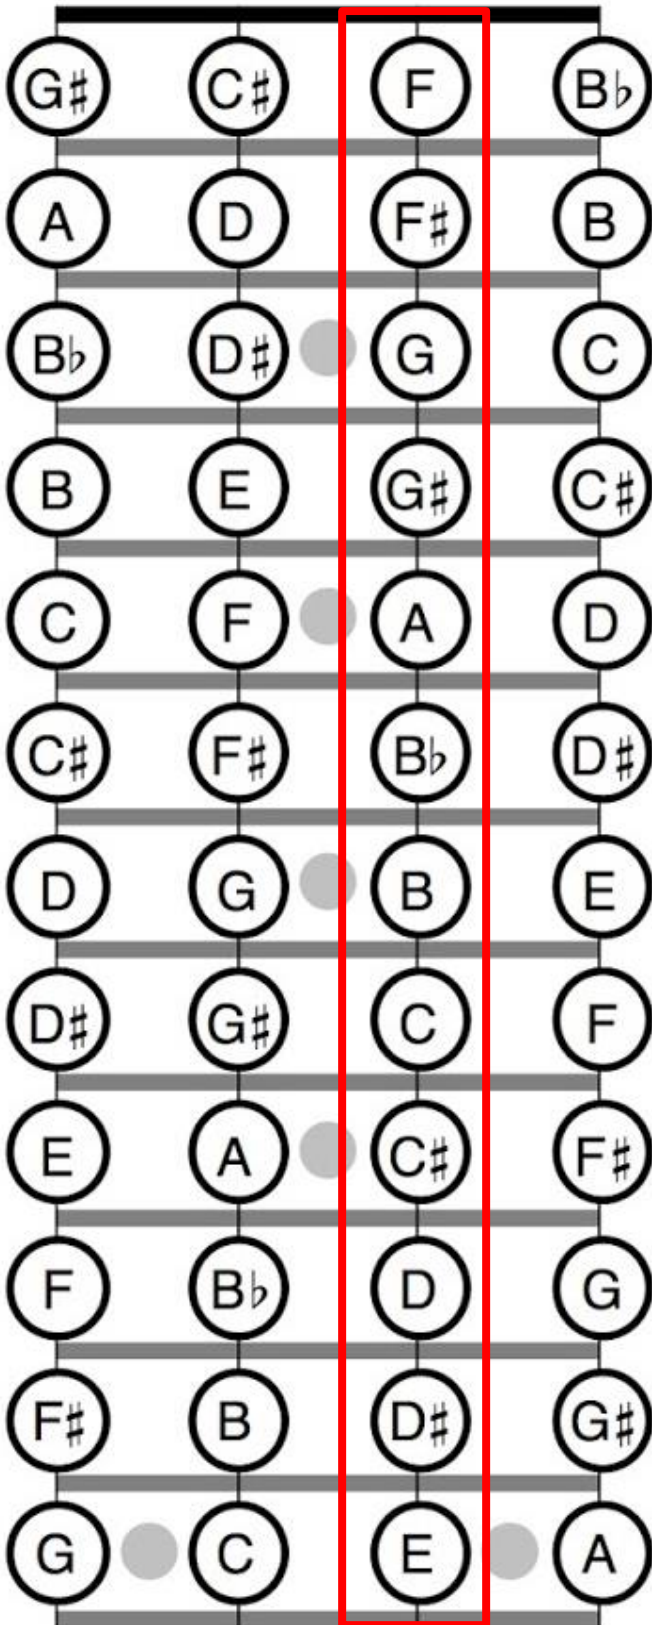 G♯ C♯ F B♭
A D F♯ B
B♭ D♯ G C
B E G♯ C♯
C F A D
C♯ F♯ B♭ D♯
D G B E
D♯ G♯ C F
E A C♯ F♯
F B♭ D G
F♯ B D♯ G♯
G C E A